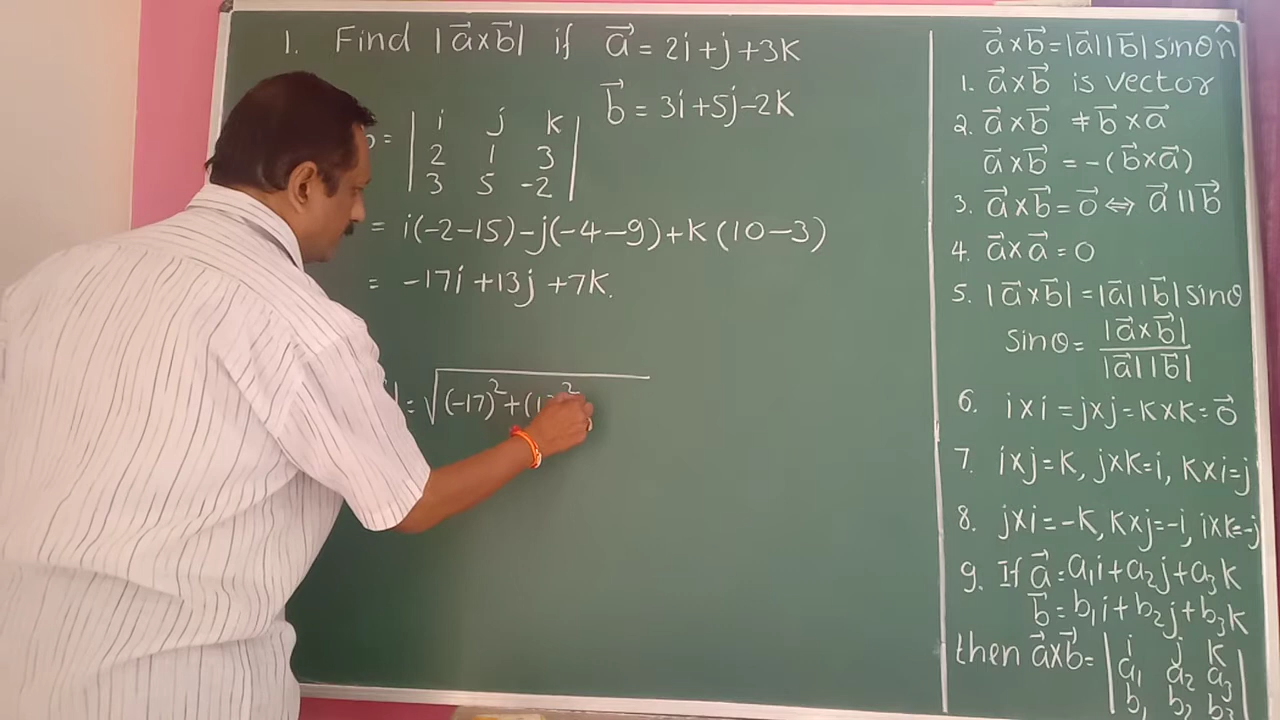 1. Find |a⃗×b⃗| if a⃗ = 2i+j+3k
b⃗ = 3i+5j-2k
= | i j k |
| 2 1 3 |
| 3 5 -2 |
= i(-2-15)-j(-4-9)+k(10-3)
= -17i+13j+7k.
| = √(-17)²+(1 ²
a⃗×b⃗=|a⃗||b⃗|sinθ n̂
1. a⃗×b⃗ is vector
2. a⃗×b⃗ ≠ b⃗×a⃗
a⃗×b⃗ = -(b⃗×a⃗)
3. a⃗×b⃗=0⃗ ⇔ a⃗||b⃗
4. a⃗×a⃗=0
5. |a⃗×b⃗|=|a⃗||b⃗|sinθ
sinθ= |a⃗×b⃗|
|a⃗||b⃗|
6. i×i=j×j=k×k=0⃗
7. i×j=k, j×k=i, k×i=j
8. j×i=-k, k×j=-i, i×k=-j
9. If a⃗=a₁i+a₂j+a₃k
b⃗=b₁i+b₂j+b₃k
then a⃗×b⃗= | i j k |
| a₁ a₂ a₃ |
| b₁ b₂ b₃ |